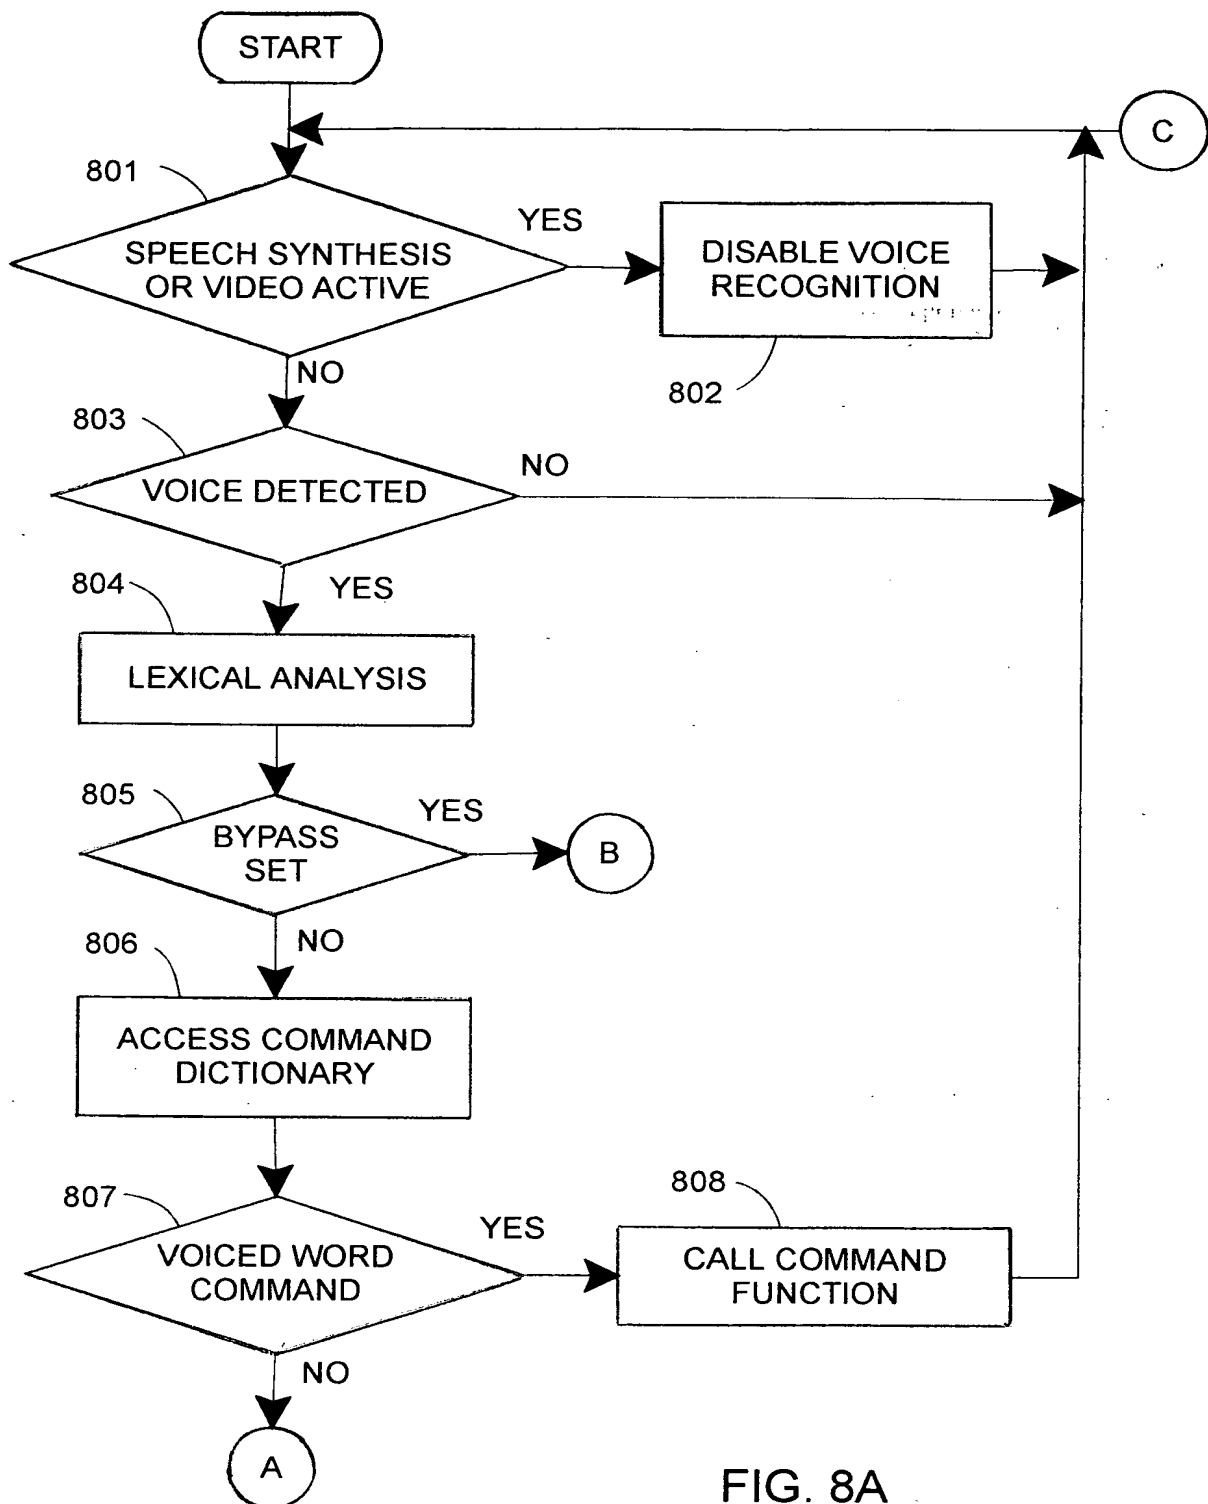 START
C
801
YES
SPEECH SYNTHESIS
OR VIDEO ACTIVE
DISABLE VOICE
RECOGNITION
NO
802
803
NO
VOICE DETECTED
804
YES
LEXICAL ANALYSIS
805
YES
BYPASS
SET
B
806
NO
ACCESS COMMAND
DICTIONARY
807
808
YES
VOICED WORD
COMMAND
CALL COMMAND
FUNCTION
NO
A
FIG. 8A